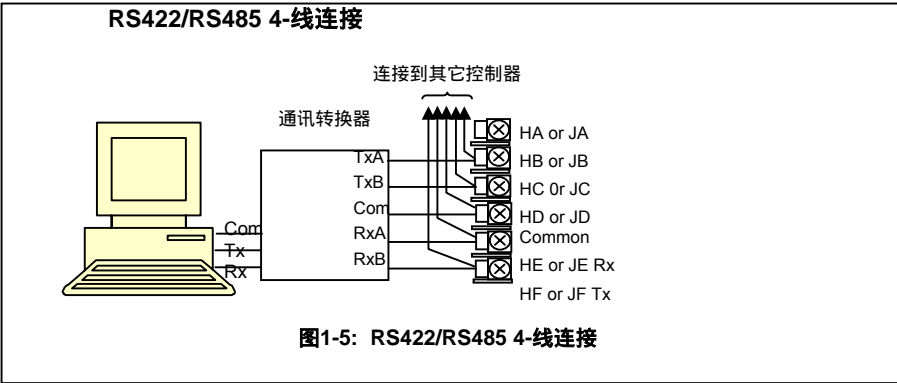 RS422/RS485 4-线连接
连接到其它控制器
通讯转换器
TxA
TxB
Com
RxA
RxB
Com
Tx
Rx
HA or JA
HB or JB
HC 0r JC
HD or JD
Common
HE or JE Rx
HF or JF Tx
图1-5: RS422/RS485 4-线连接